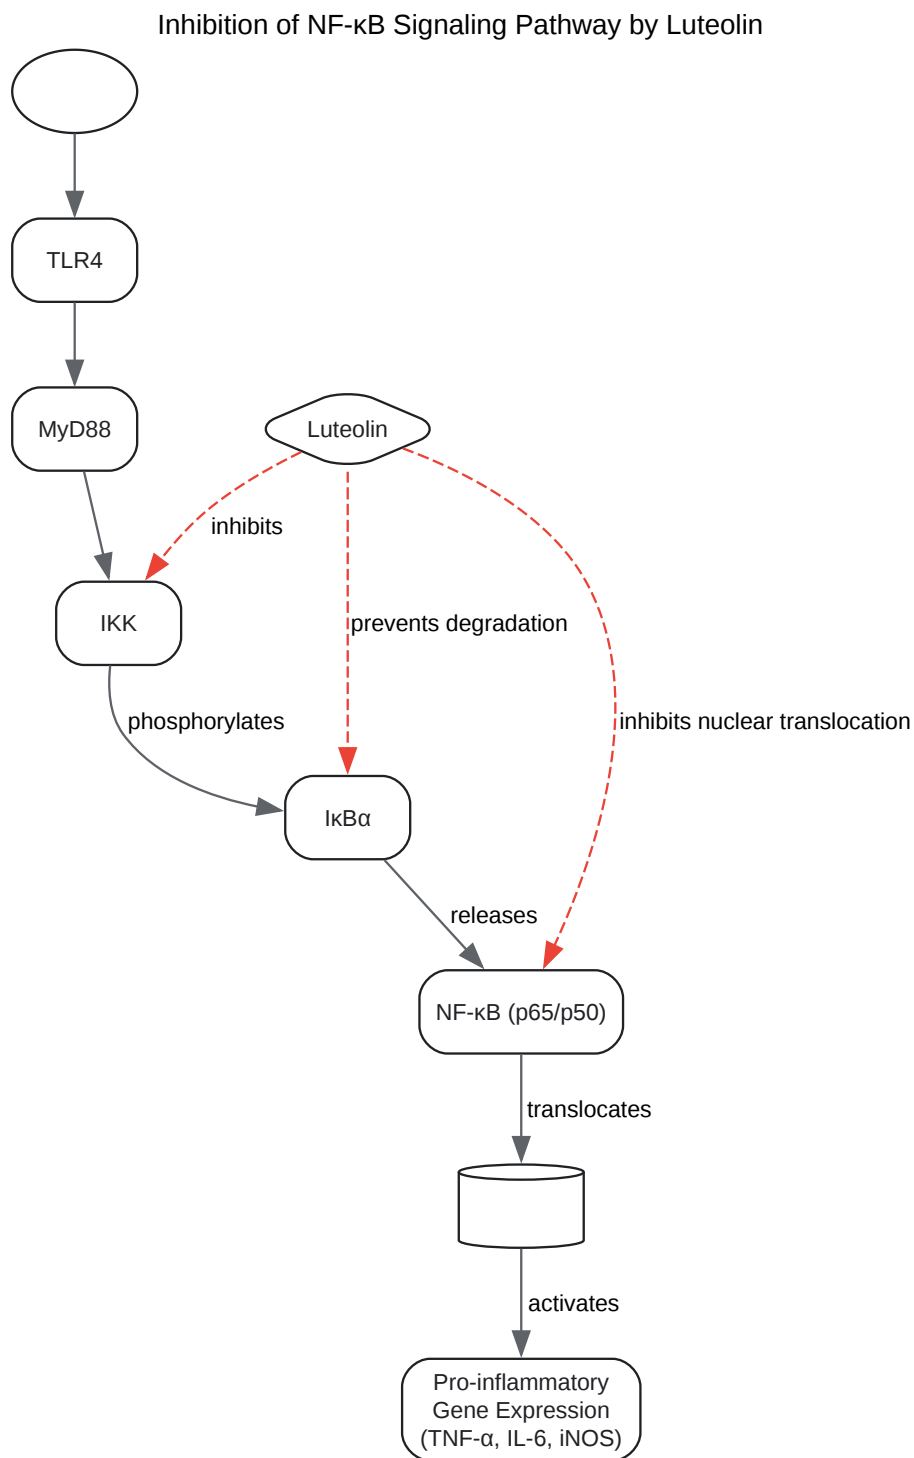 Inhibition of NF-κB Signaling Pathway by Luteolin
TLR4
MyD88
Luteolin
inhibits
IKK
prevents degradation
phosphorylates
inhibits nuclear translocation
IκBα
releases
NF-κB (p65/p50)
translocates
activates
Pro-inflammatory
Gene Expression
(TNF-α, IL-6, iNOS)